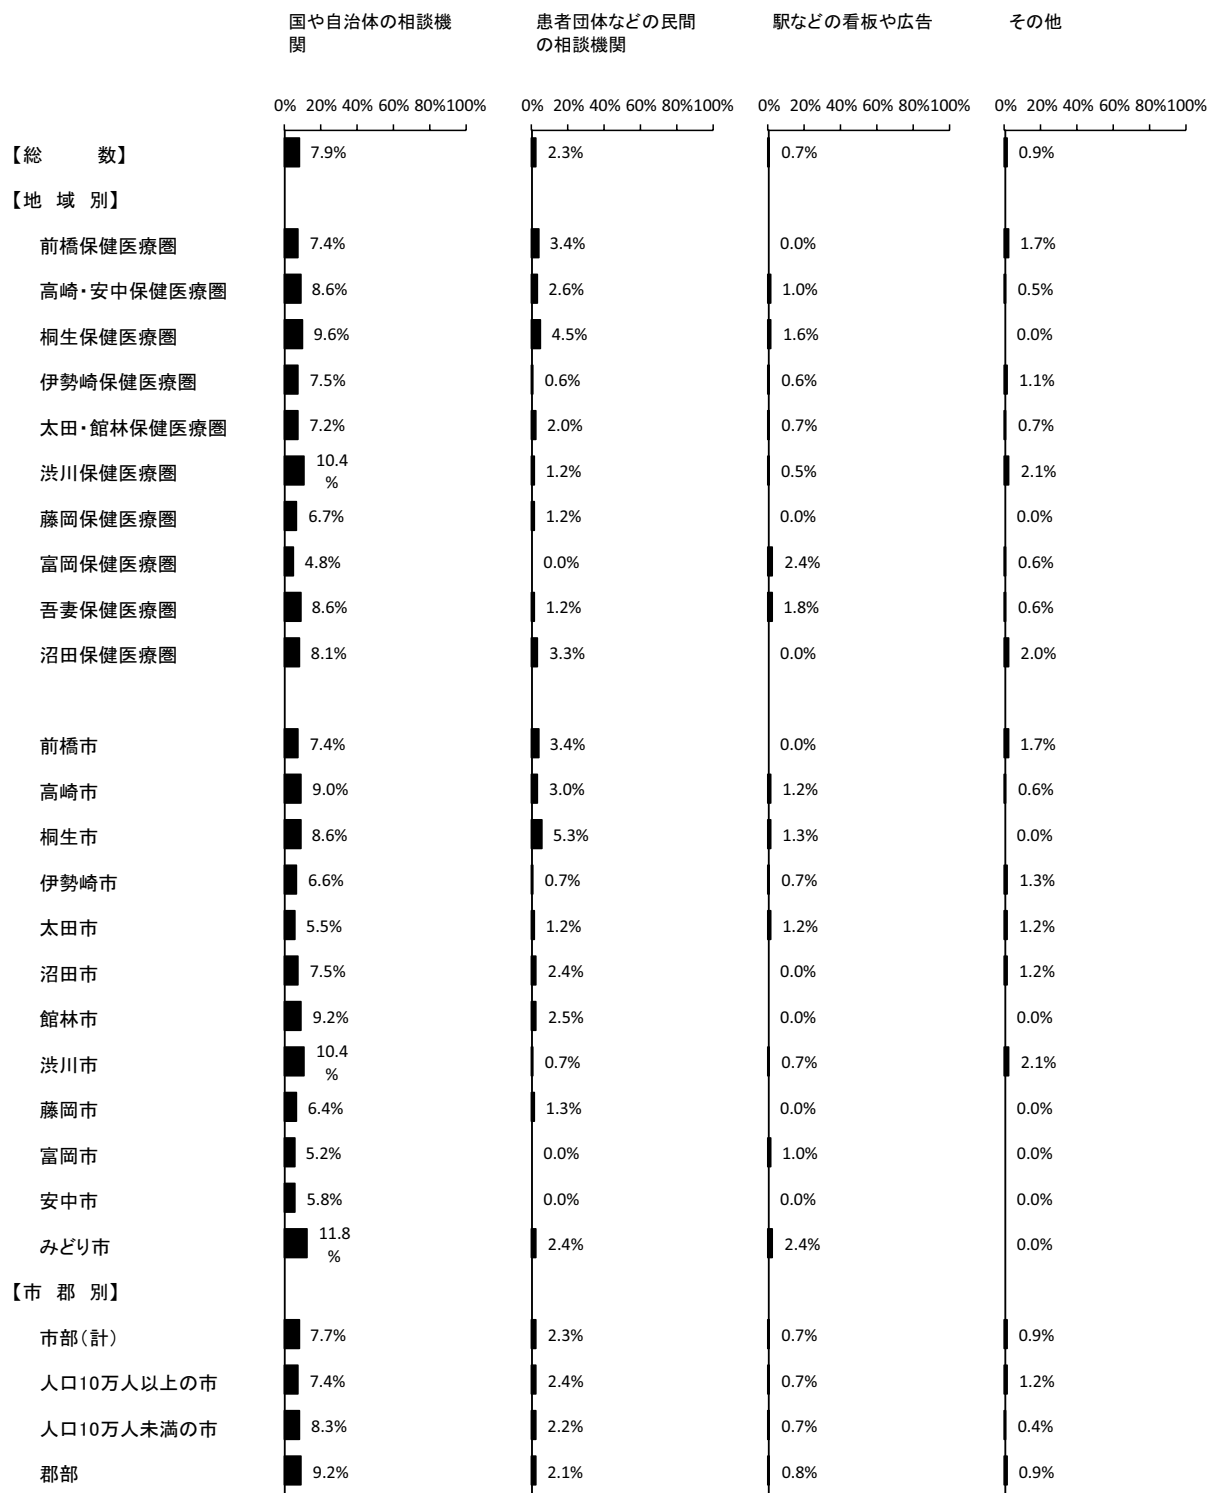 国や自治体の相談機
関
患者団体などの民間
の相談機関
駅などの看板や広告
その他
0% 20% 40% 60% 80%100% 0% 20% 40% 60% 80%100% 0% 20% 40% 60% 80%100% 0% 20% 40% 60% 80%100%
【総 数】 7.9% 2.3% 0.7% 0.9%
【地 域 別】
前橋保健医療圏 7.4% 3.4% 0.0% 1.7%
高崎・安中保健医療圏 8.6% 2.6% 1.0% 0.5%
桐生保健医療圏 9.6% 4.5% 1.6% 0.0%
伊勢崎保健医療圏 7.5% 0.6% 0.6% 1.1%
太田・館林保健医療圏 7.2% 2.0% 0.7% 0.7%
渋川保健医療圏 10.4
% 1.2% 0.5% 2.1%
藤岡保健医療圏 6.7% 1.2% 0.0% 0.0%
富岡保健医療圏 4.8% 0.0% 2.4% 0.6%
吾妻保健医療圏 8.6% 1.2% 1.8% 0.6%
沼田保健医療圏 8.1% 3.3% 0.0% 2.0%
前橋市 7.4% 3.4% 0.0% 1.7%
高崎市 9.0% 3.0% 1.2% 0.6%
桐生市 8.6% 5.3% 1.3% 0.0%
伊勢崎市 6.6% 0.7% 0.7% 1.3%
太田市 5.5% 1.2% 1.2% 1.2%
沼田市 7.5% 2.4% 0.0% 1.2%
館林市 9.2% 2.5% 0.0% 0.0%
渋川市 10.4
% 0.7% 0.7% 2.1%
藤岡市 6.4% 1.3% 0.0% 0.0%
富岡市 5.2% 0.0% 1.0% 0.0%
安中市 5.8% 0.0% 0.0% 0.0%
みどり市 11.8
% 2.4% 2.4% 0.0%
【市 郡 別】
市部(計) 7.7% 2.3% 0.7% 0.9%
人口10万人以上の市 7.4% 2.4% 0.7% 1.2%
人口10万人未満の市 8.3% 2.2% 0.7% 0.4%
郡部 9.2% 2.1% 0.8% 0.9%